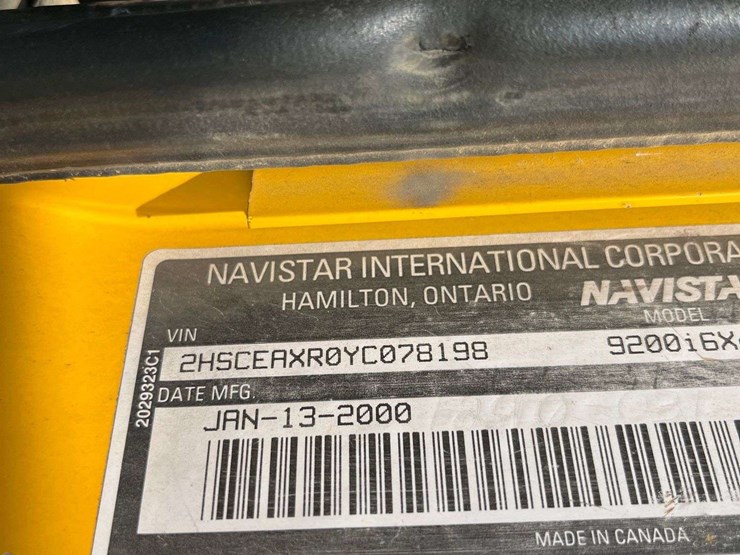 NAVISTAR INTERNATIONAL CORPORA
HAMILTON, ONTARIO
NAVISTA
MODEL
VIN
2HSCEAXR0YC078198
9200i6X
DATE MFG.
JAN-13-2000
2029323C1
MADE IN CANADA